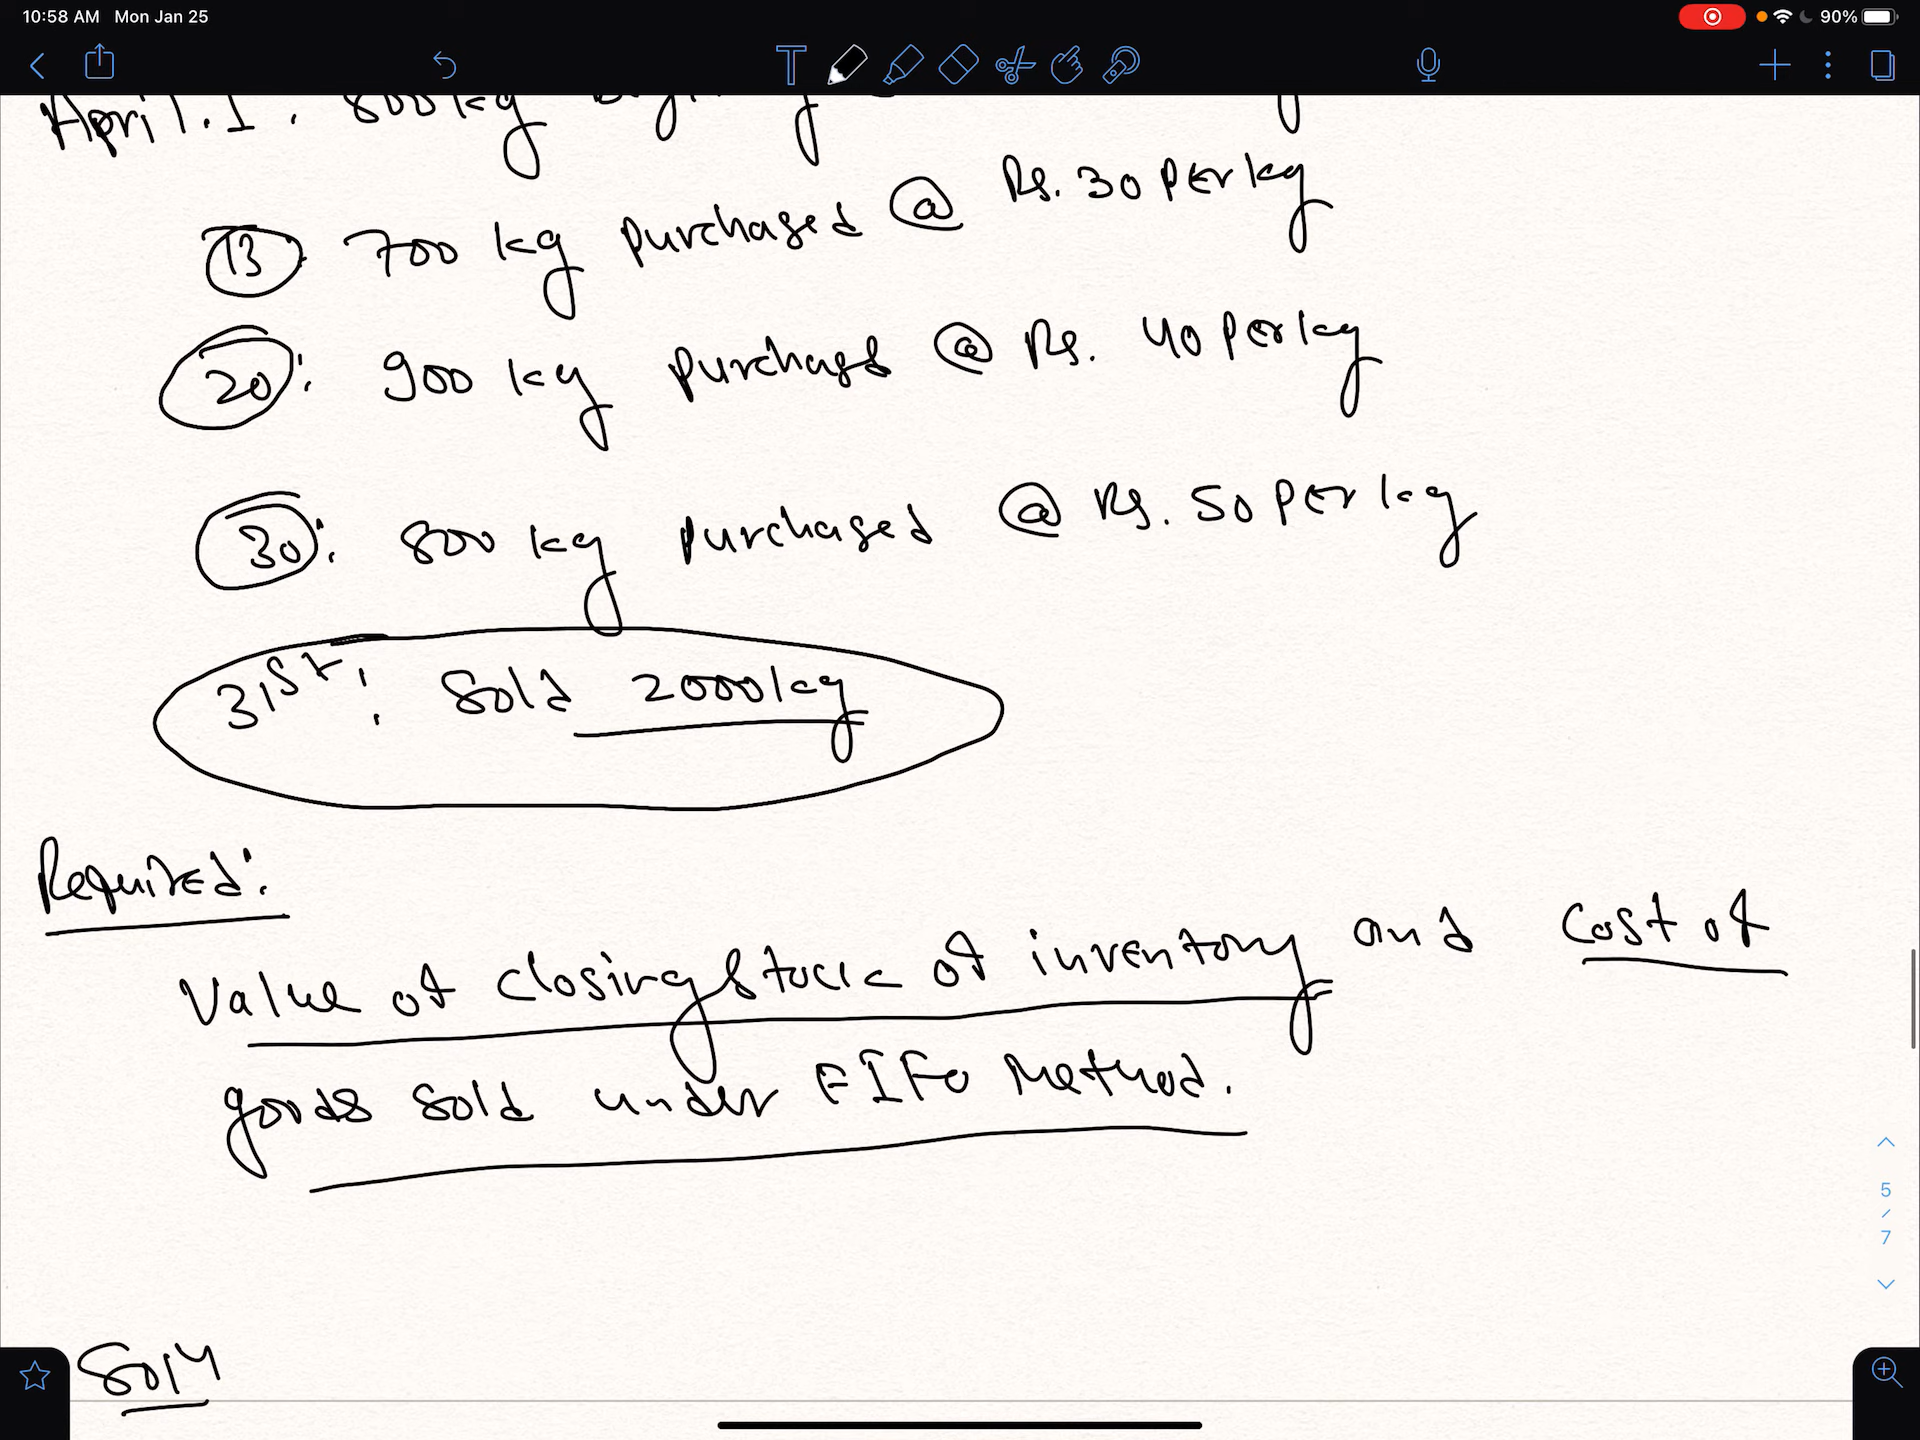 10:58 AM Mon Jan 25
90%
April. 1 : 800 kg
13 700 kg purchased @ Rs. 30 per kg
20: 900 kg purchased @ Rs. 40 per kg
30: 800 kg purchased @ Rs. 50 per kg
31st: Sold 2000 kg
Required:
Value of closing stock of inventory and cost of
goods sold under FIFO Method.
5
/
7
Soln